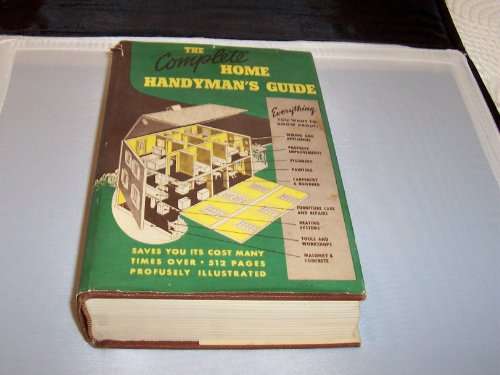 THE
Complete
HOME
HANDYMAN'S GUIDE
Everything
YOU WANT TO
KNOW ABOUT:
WIRING AND
APPLIANCES
PROPERTY
IMPROVEMENTS
PLUMBING
PAINTING
CARPENTRY
& BUILDING
FURNITURE CARE
AND REPAIRS
HEATING
SYSTEMS
TOOLS AND
WORKSHOPS
MASONRY &
CONCRETE
SAVES YOU ITS COST MANY
TIMES OVER • 512 PAGES
PROFUSELY ILLUSTRATED